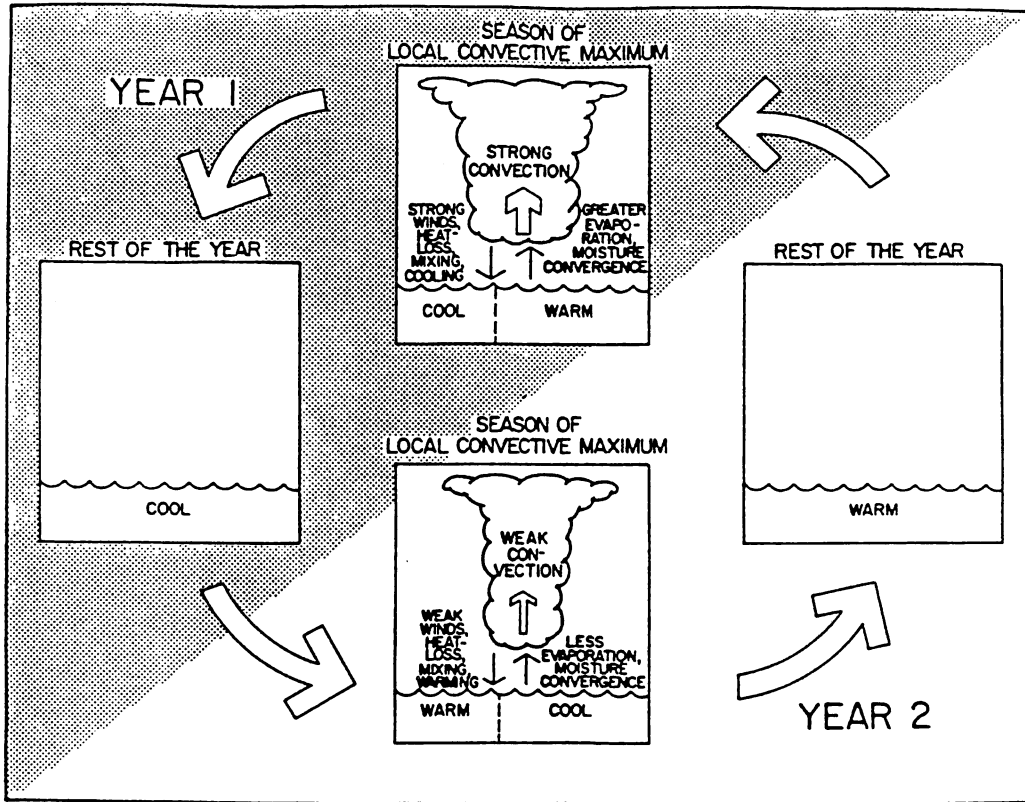 SEASON OF
LOCAL CONVECTIVE MAXIMUM
YEAR 1
STRONG
CONVECTION
STRONG
WINDS,
HEAT-
LOSS,
MIXING,
COOLING
GREATER
EVAPO-
RATION,
MOISTURE
CONVERGENCE
COOL
WARM
REST OF THE YEAR
COOL
REST OF THE YEAR
WARM
SEASON OF
LOCAL CONVECTIVE MAXIMUM
WEAK
CON-
VECTION
WEAK
WINDS,
HEAT-
LOSS,
MIXING,
WARMING
LESS
EVAPORATION,
MOISTURE
CONVERGENCE
WARM
COOL
YEAR 2